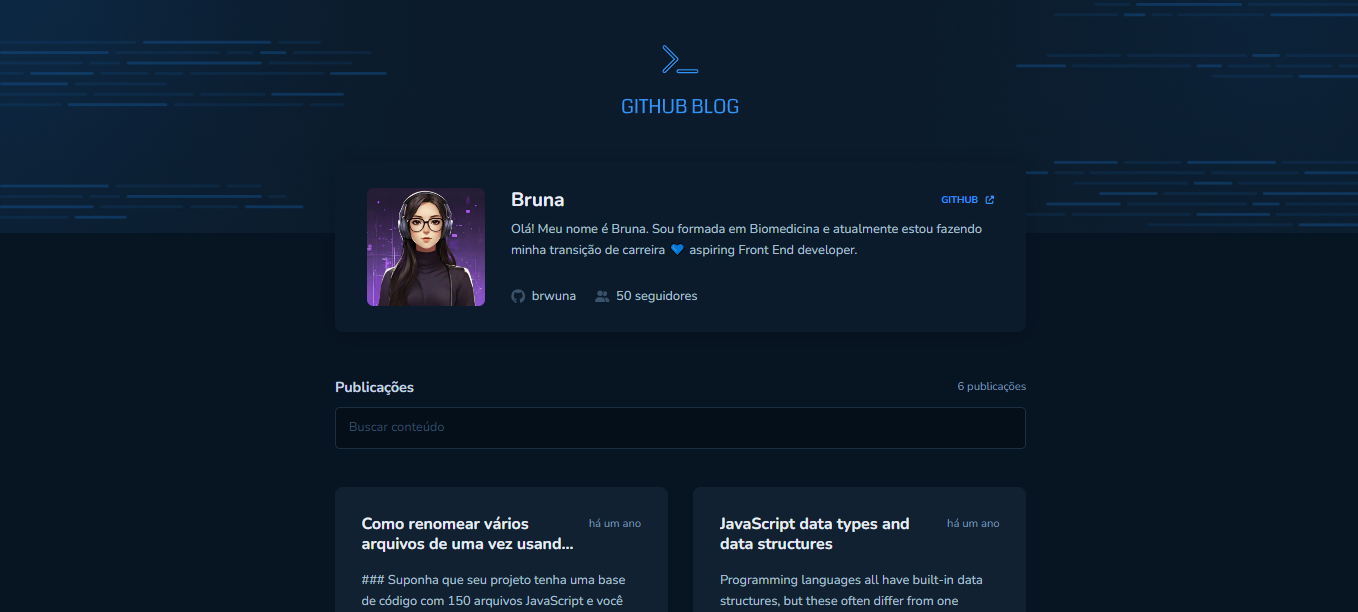 GITHUB BLOG
Bruna
GITHUB
Olá! Meu nome é Bruna. Sou formada em Biomedicina e atualmente estou fazendo
minha transição de carreira 💙 aspiring Front End developer.
brwuna
50 seguidores
Publicações
6 publicações
Buscar conteúdo
Como renomear vários
arquivos de uma vez usand...
há um ano
### Suponha que seu projeto tenha uma base
de código com 150 arquivos JavaScript e você
JavaScript data types and
data structures
há um ano
Programming languages all have built-in data
structures, but these often differ from one